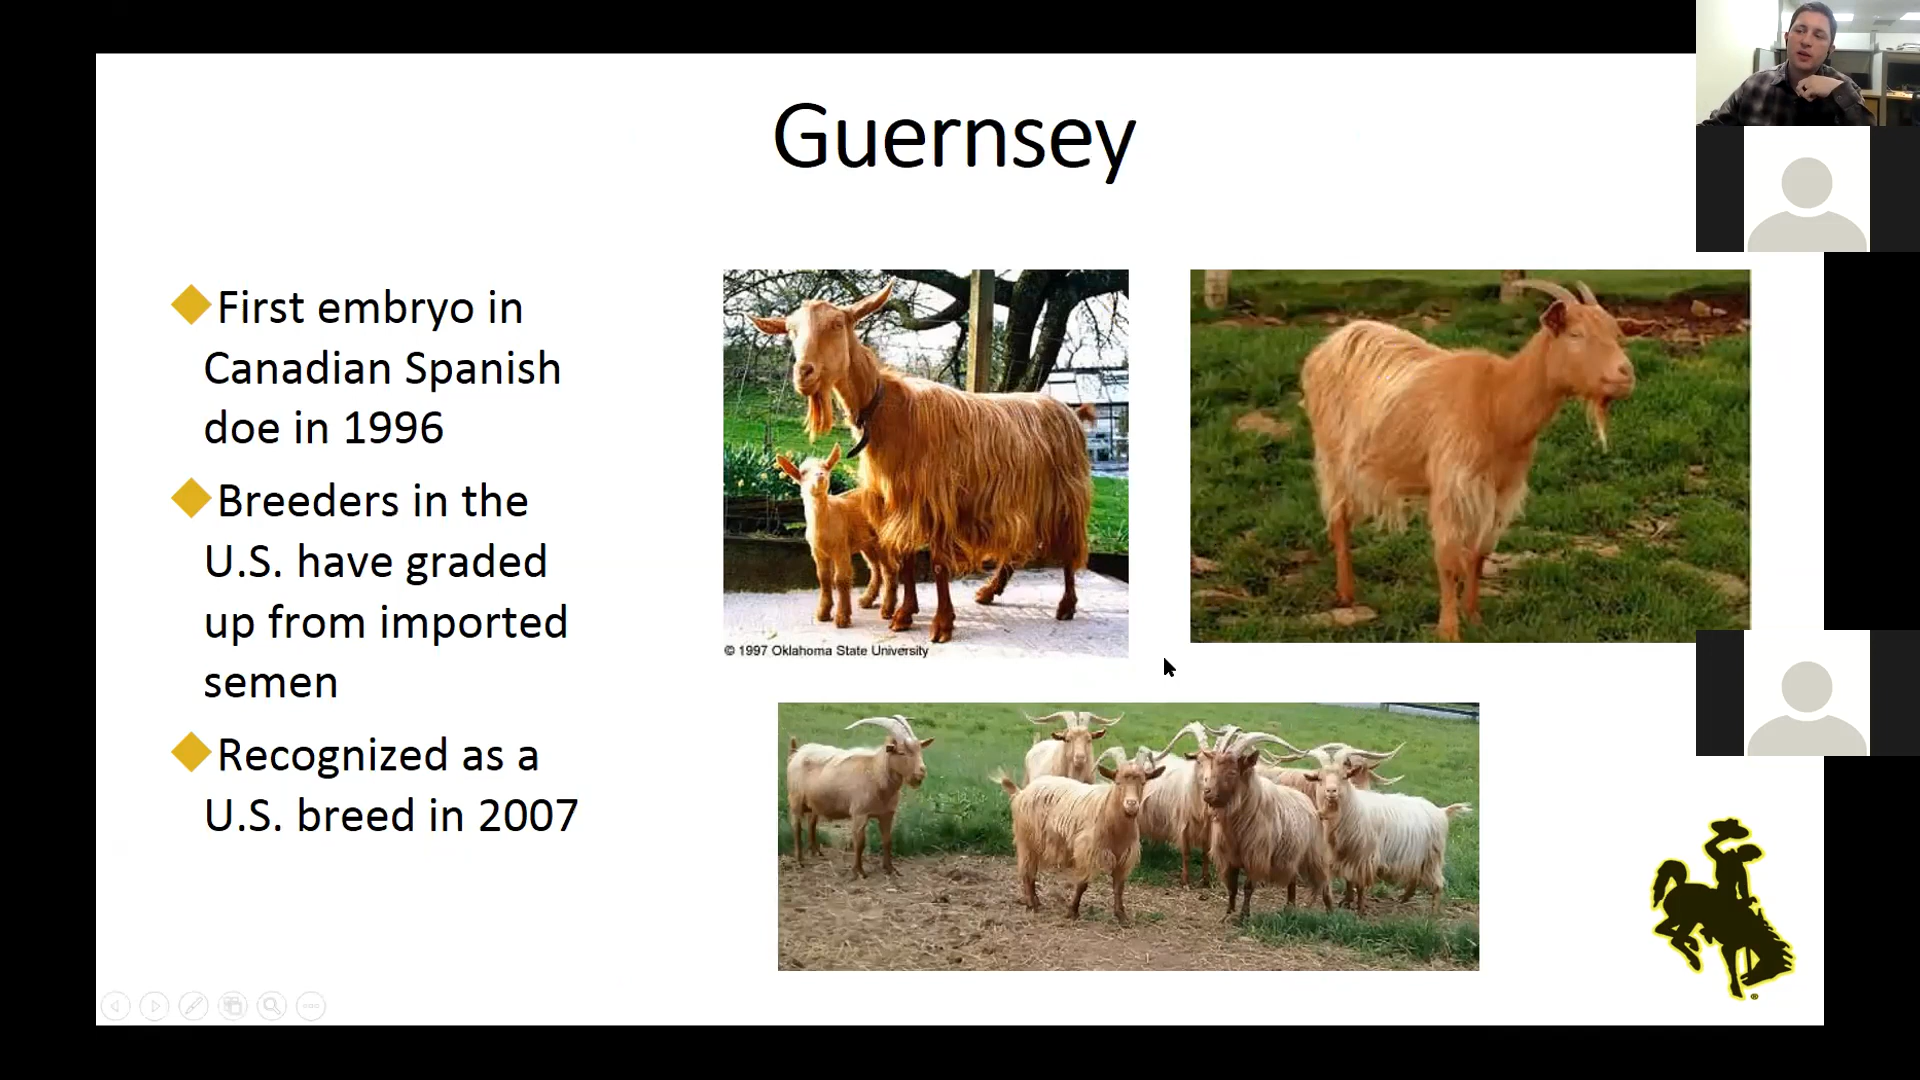 Guernsey
First embryo in
Canadian Spanish
doe in 1996
Breeders in the
U.S. have graded
up from imported
semen
Recognized as a
U.S. breed in 2007
© 1997 Oklahoma State University